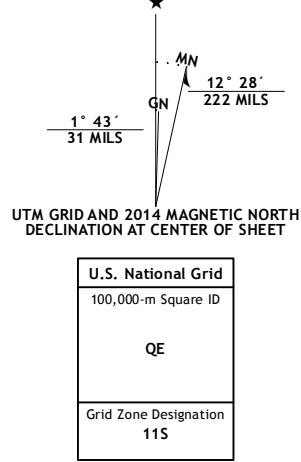 MN
GN
12° 28´
222 MILS
1° 43´
31 MILS
UTM GRID AND 2014 MAGNETIC NORTH
DECLINATION AT CENTER OF SHEET
U.S. National Grid
100,000-m Square ID
QE
Grid Zone Designation
11S